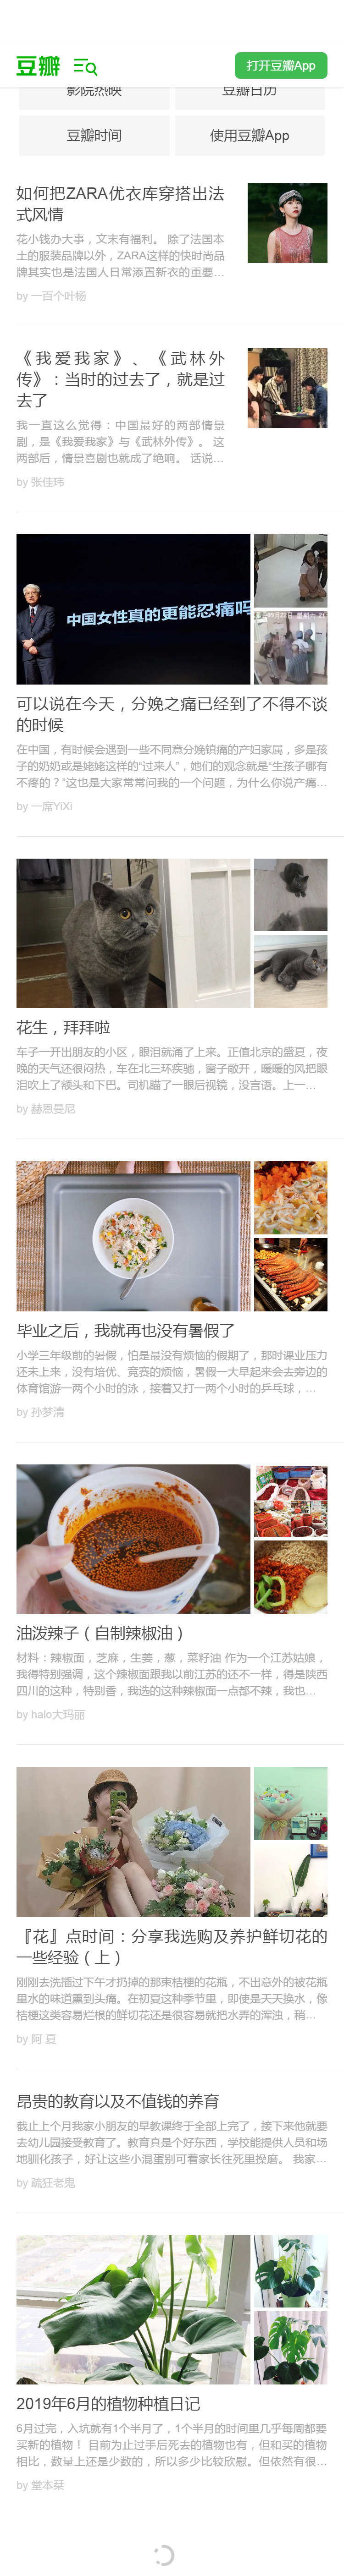 豆瓣
打开豆瓣App
影院热映
豆瓣日历
豆瓣时间
使用豆瓣App
如何把ZARA优衣库穿搭出法
式风情
花小钱办大事，文末有福利。 除了法国本
土的服装品牌以外，ZARA这样的快时尚品
牌其实也是法国人日常添置新衣的重要…
by 一百个叶杨
《我爱我家》、《武林外
传》：当时的过去了，就是过
去了
我一直这么觉得：中国最好的两部情景
剧，是《我爱我家》与《武林外传》。 这
两部后，情景喜剧也就成了绝响。 话说…
by 张佳玮
中国女性真的更能忍痛吗
可以说在今天，分娩之痛已经到了不得不谈
的时候
在中国，有时候会遇到一些不同意分娩镇痛的产妇家属，多是孩
子的奶奶或是姥姥这样的“过来人”，她们的观念就是“生孩子哪有
不疼的？”这也是大家常常问我的一个问题，为什么你说产痛…
by 一席YiXi
花生，拜拜啦
车子一开出朋友的小区，眼泪就涌了上来。正值北京的盛夏，夜
晚的天气还很闷热，车在北三环疾驰，窗子敞开，暖暖的风把眼
泪吹上了额头和下巴。司机瞄了一眼后视镜，没言语。上一…
by 赫恩曼尼
毕业之后，我就再也没有暑假了
小学三年级前的暑假，怕是最没有烦恼的假期了，那时课业压力
还未上来，没有培优、竞赛的烦恼，暑假一大早起来会去旁边的
体育馆游一两个小时的泳，接着又打一两个小时的乒乓球，…
by 孙梦清
油泼辣子（自制辣椒油）
材料：辣椒面，芝麻，生姜，葱，菜籽油 作为一个江苏姑娘，
我得特别强调，这个辣椒面跟我以前江苏的还不一样，得是陕西
四川的这种，特别香，我选的这种辣椒面一点都不辣，我也…
by halo大玛丽
『花』点时间：分享我选购及养护鲜切花的
一些经验（上）
刚刚去洗插过下午才扔掉的那束桔梗的花瓶，不出意外的被花瓶
里水的味道熏到头痛。在初夏这种季节里，即使是天天换水，像
桔梗这类容易烂根的鲜切花还是很容易就把水弄的浑浊，稍…
by 阿 夏
昂贵的教育以及不值钱的养育
截止上个月我家小朋友的早教课终于全部上完了，接下来他就要
去幼儿园接受教育了。教育真是个好东西，学校能提供人员和场
地驯化孩子，好让这些小混蛋别可着家长往死里操磨。 我家…
by 疏狂老鬼
2019年6月的植物种植日记
6月过完，入坑就有1个半月了，1个半月的时间里几乎每周都要
买新的植物！ 目前为止过手后死去的植物也有，但和买的植物
相比，数量上还是少数的，所以多少比较欣慰。但依然有很…
by 堂本栞